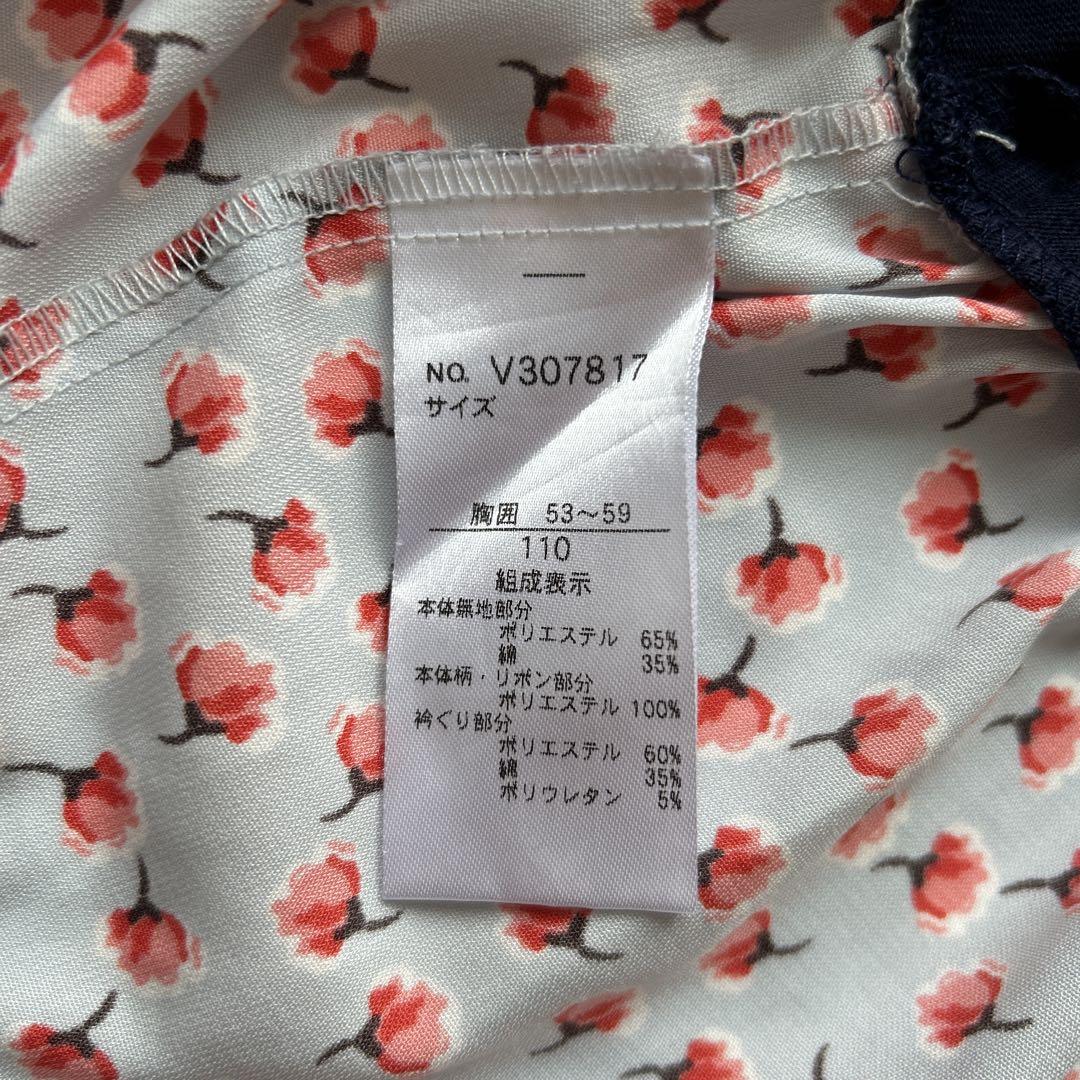 NO. V307817
サイズ
胸囲 53～59
110
組成表示
本体無地部分
ポリエステル 65%
綿 35%
本体柄・リボン部分
ポリエステル 100%
衿ぐり部分
ポリエステル 60%
綿 35%
ポリウレタン 5%